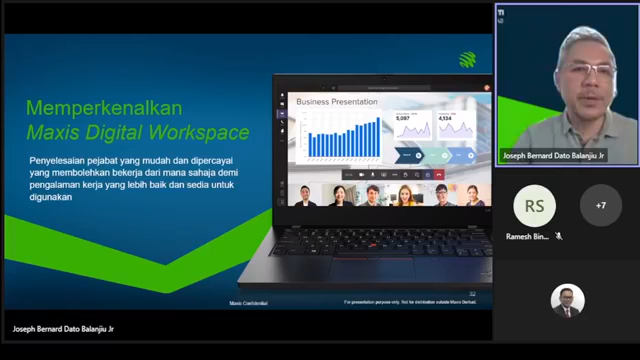 Memperkenalkan
Maxis Digital Workspace
Penyelesaian pejabat yang mudah dan dipercayai
yang membolehkan bekerja dari mana sahaja demi
pengalaman kerja yang lebih baik dan sedia untuk
digunakan
Business Presentation
5,097
4,134
32
Maxis Confidential
For presentation purpose only. Not for distribution outside Maxis Berhad.
Joseph Bernard Dato Balanjiu Jr
Joseph Bernard Dato Balanjiu Jr
RS
+7
Ramesh Bin...